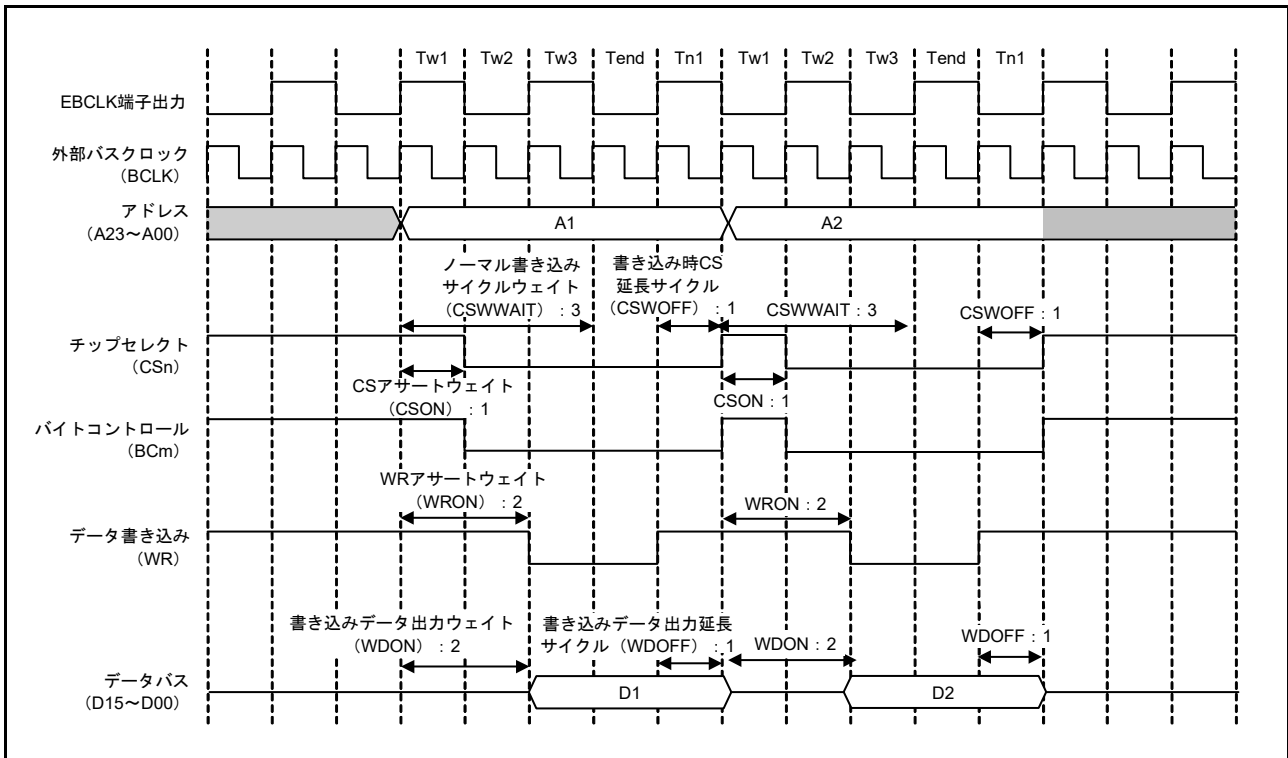 Tw1 Tw2 Tw3 Tend Tn1 Tw1 Tw2 Tw3 Tend Tn1
EBCLK端子出力
外部バスクロック
(BCLK)
アドレス
(A23~A00)
A1
A2
ノーマル書き込み
サイクルウェイト
(CSWWAIT):3
書き込み時CS
延長サイクル
(CSWOFF):1
CSWWAIT:3
CSWOFF:1
チップセレクト
(CSn)
CSアサートウェイト
(CSON):1
CSON:1
バイトコントロール
(BCm)
WRアサートウェイト
(WRON):2
WRON:2
データ書き込み
(WR)
書き込みデータ出力ウェイト
(WDON):2
書き込みデータ出力延長
サイクル(WDOFF):1
WDON:2
WDOFF:1
データバス
(D15~D00)
D1
D2